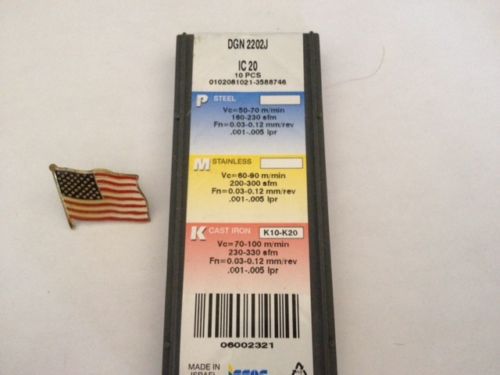 DGN 2202J
IC 20
10 PCS
0102081021-3588746
P STEEL
Vc=50-70 m/min
160-230 sfm
Fn=0.03-0.12 mm/rev
.001-.005 ipr
M STAINLESS
Vc=60-90 m/min
200-300 sfm
Fn=0.03-0.12 mm/rev
.001-.005 ipr
K CAST IRON K10-K20
Vc=70-100 m/min
230-330 sfm
Fn=0.03-0.12 mm/rev
.001-.005 ipr
06002321
MADE IN
ISRAEL